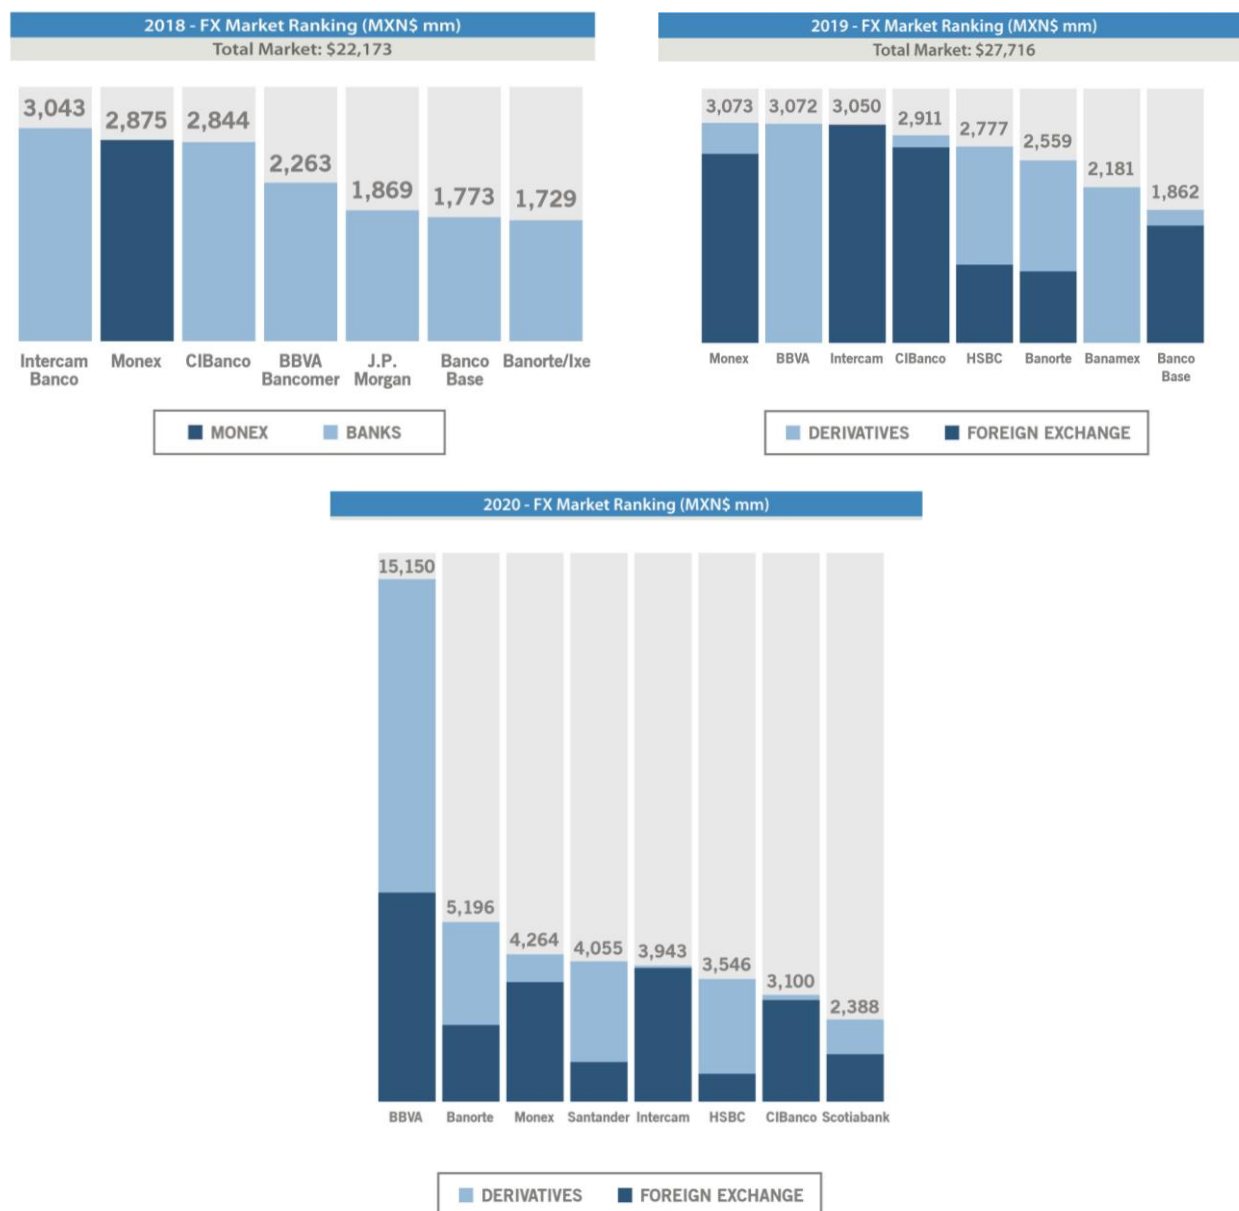 2018 - FX Market Ranking (MXN$ mm)
Total Market: $22,173
3,043
2,875
2,844
2,263
1,869
1,773
1,729
Intercam
Banco
Monex
CIBanco
BBVA
Bancomer
J.P.
Morgan
Banco
Base
Banorte/Ixe
MONEX
BANKS
2019 - FX Market Ranking (MXN$ mm)
Total Market: $27,716
3,073
3,072
3,050
2,911
2,777
2,559
2,181
1,862
Monex
BBVA
Intercam
CIBanco
HSBC
Banorte
Banamex
Banco
Base
DERIVATIVES
FOREIGN EXCHANGE
2020 - FX Market Ranking (MXN$ mm)
15,150
5,196
4,264
4,055
3,943
3,546
3,100
2,388
BBVA
Banorte
Monex
Santander
Intercam
HSBC
CIBanco
Scotiabank
DERIVATIVES
FOREIGN EXCHANGE